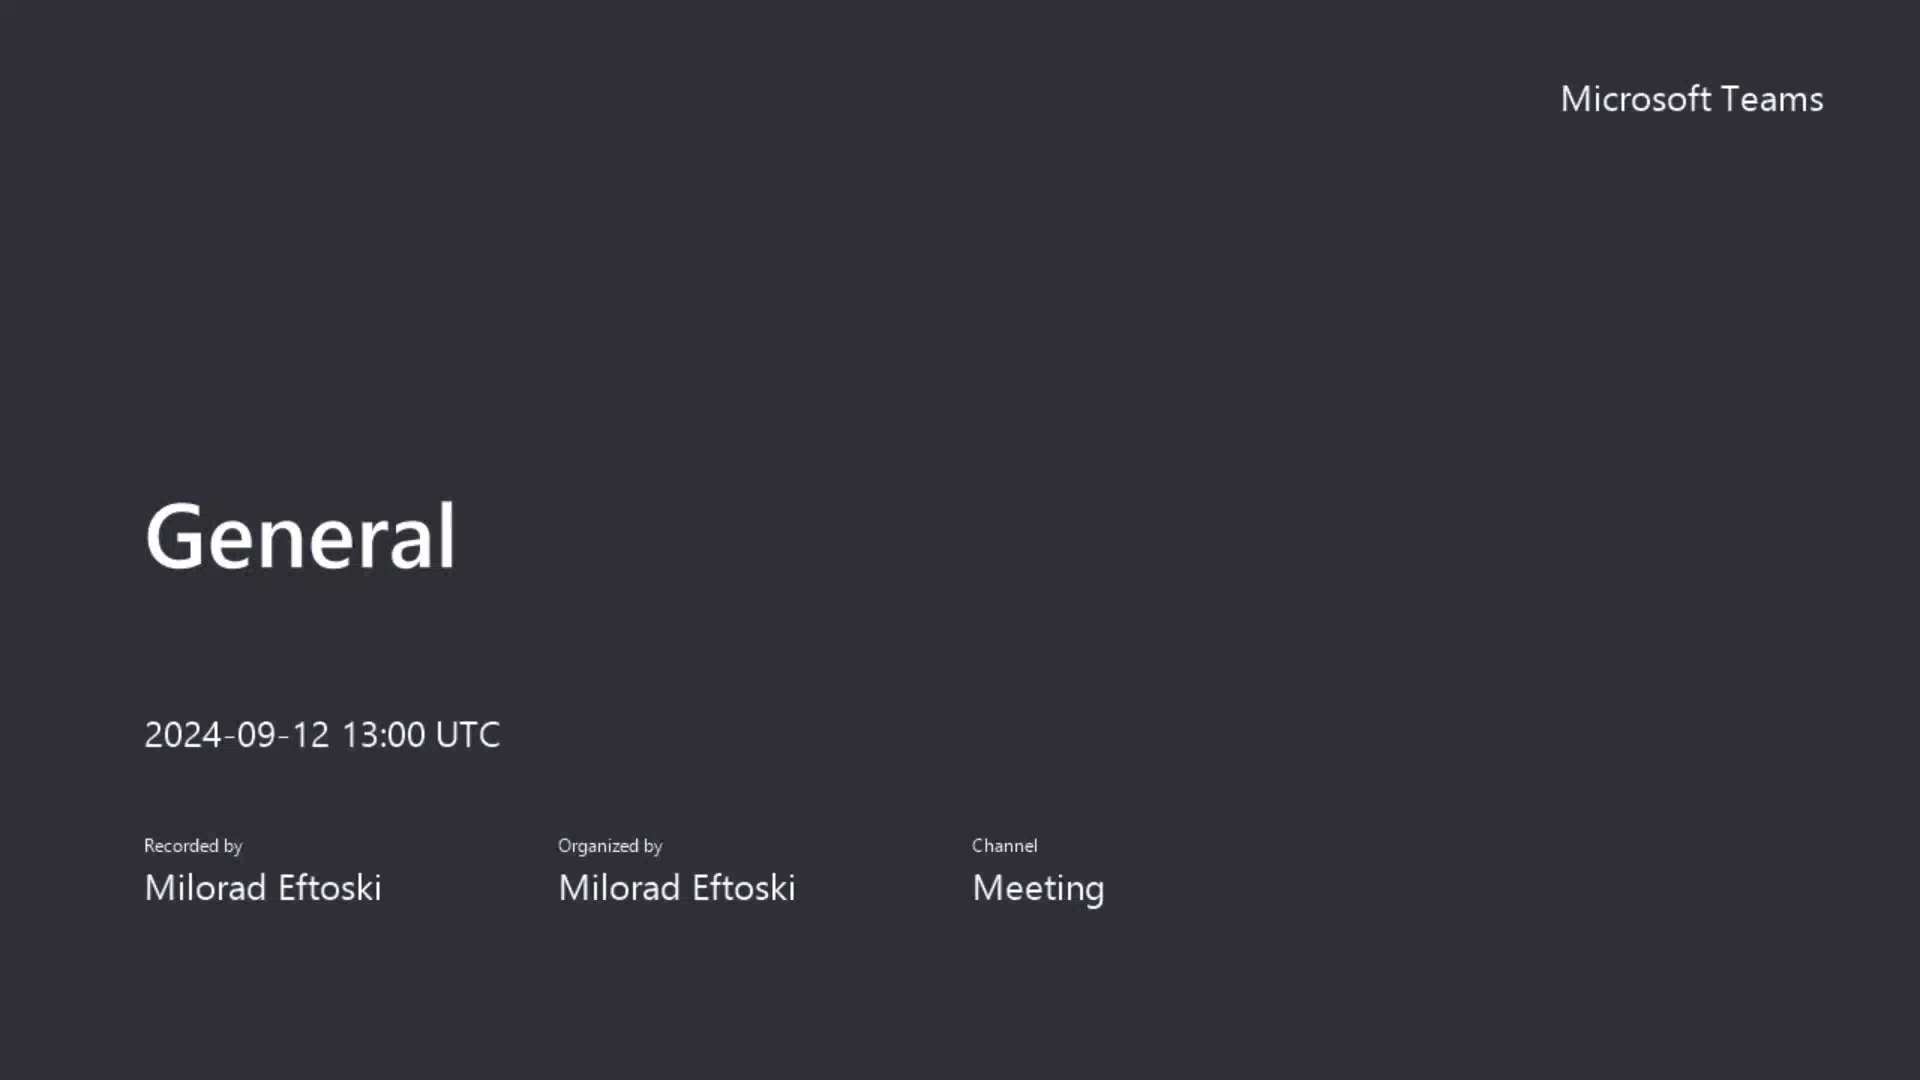 Microsoft Teams
General
2024-09-12 13:00 UTC
Recorded by
Milorad Eftoski
Organized by
Milorad Eftoski
Channel
Meeting